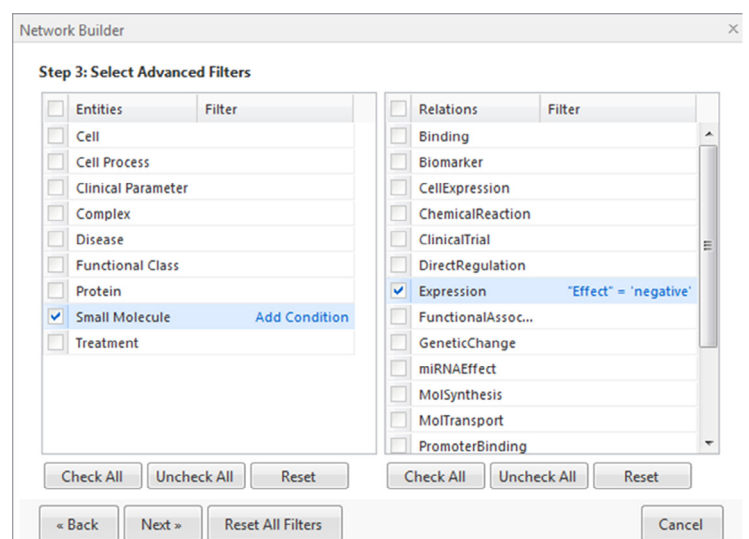 Network Builder
Step 3: Select Advanced Filters
Entities Filter
Cell
Cell Process
Clinical Parameter
Complex
Disease
Functional Class
Protein
Small Molecule Add Condition
Treatment
Check All Uncheck All Reset
Relations Filter
Binding
Biomarker
CellExpression
ChemicalReaction
ClinicalTrial
DirectRegulation
Expression "Effect" = 'negative'
FunctionalAssoc...
GeneticChange
miRNAEffect
MolSynthesis
MolTransport
PromoterBinding
Check All Uncheck All Reset
« Back Next » Reset All Filters Cancel